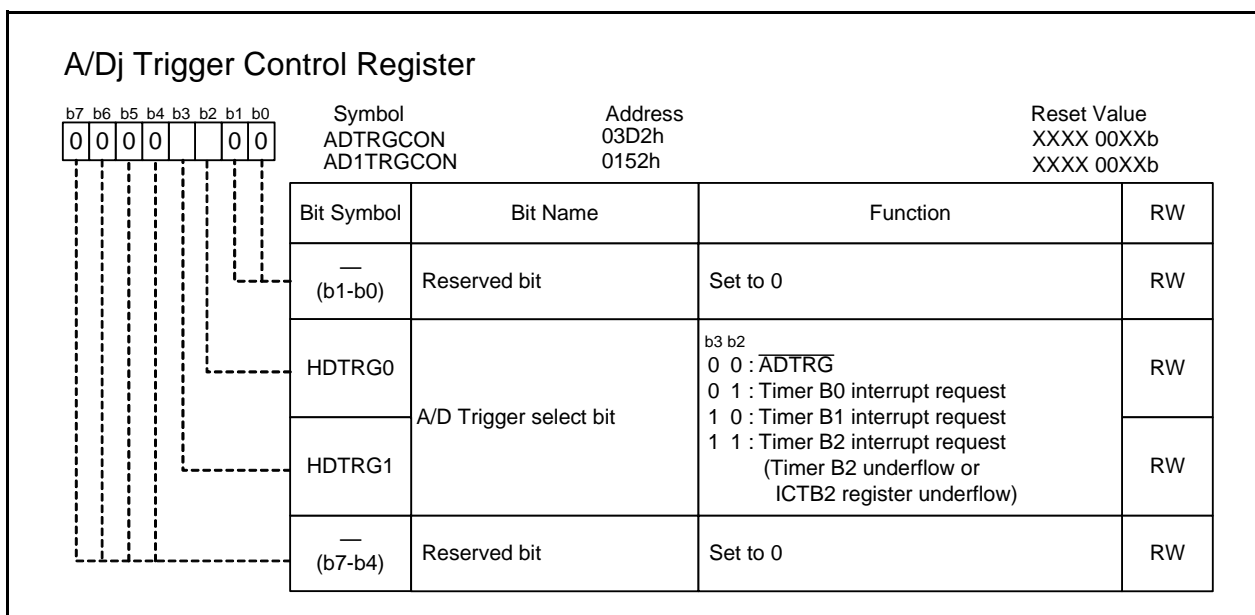 A/Dj Trigger Control Register
b7 b6 b5 b4 b3 b2 b1 b0
0 0 0 0 0 0
Symbol Address Reset Value
ADTRGCON 03D2h XXXX 00XXb
AD1TRGCON 0152h XXXX 00XXb
Bit Symbol Bit Name Function RW
— (b1-b0) Reserved bit Set to 0 RW
HDTRG0 A/D Trigger select bit RW
b3 b2
0 0 : ADTRG
0 1 : Timer B0 interrupt request
1 0 : Timer B1 interrupt request
1 1 : Timer B2 interrupt request
(Timer B2 underflow or
ICTB2 register underflow)
HDTRG1 RW
— (b7-b4) Reserved bit Set to 0 RW